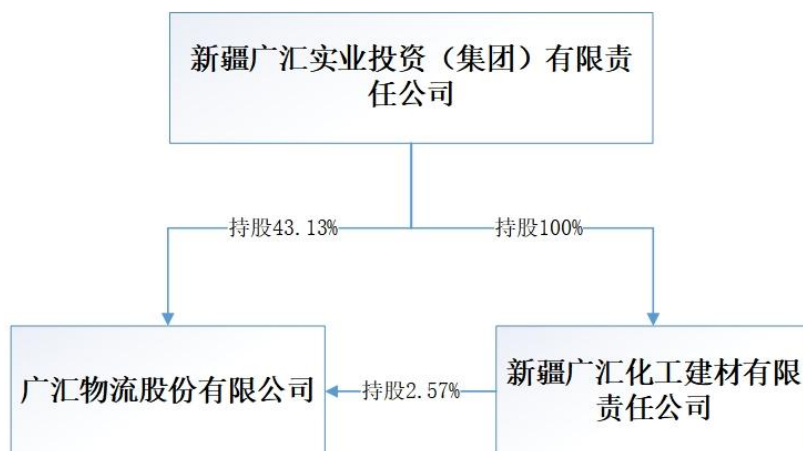 新疆广汇实业投资（集团）有限责
任公司
持股43.13%
持股100%
广汇物流股份有限公司
持股2.57%
新疆广汇化工建材有限
责任公司